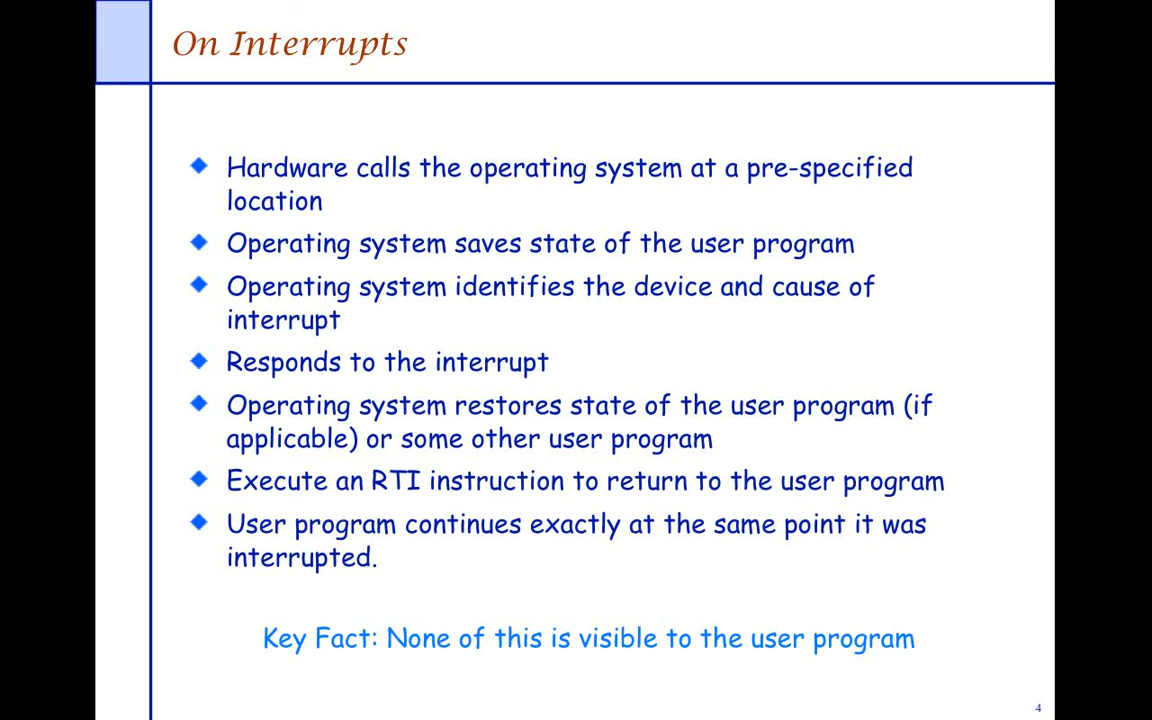 On Interrupts
Hardware calls the operating system at a pre-specified
location
Operating system saves state of the user program
Operating system identifies the device and cause of
interrupt
Responds to the interrupt
Operating system restores state of the user program (if
applicable) or some other user program
Execute an RTI instruction to return to the user program
User program continues exactly at the same point it was
interrupted.
Key Fact: None of this is visible to the user program
4